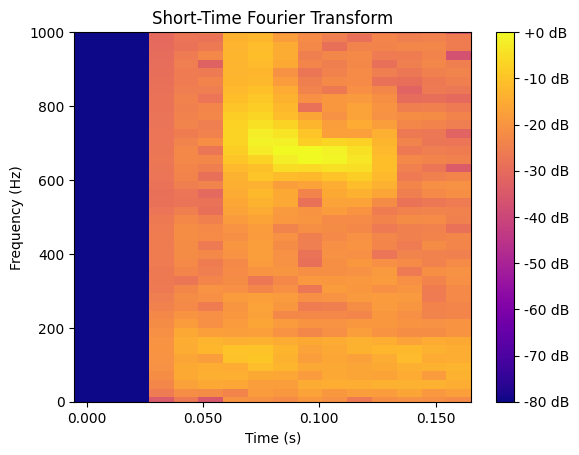 Short-Time Fourier Transform
1000
800
600
400
200
0
Frequency (Hz)
0.000
0.050
0.100
0.150
Time (s)
+0 dB
-10 dB
-20 dB
-30 dB
-40 dB
-50 dB
-60 dB
-70 dB
-80 dB